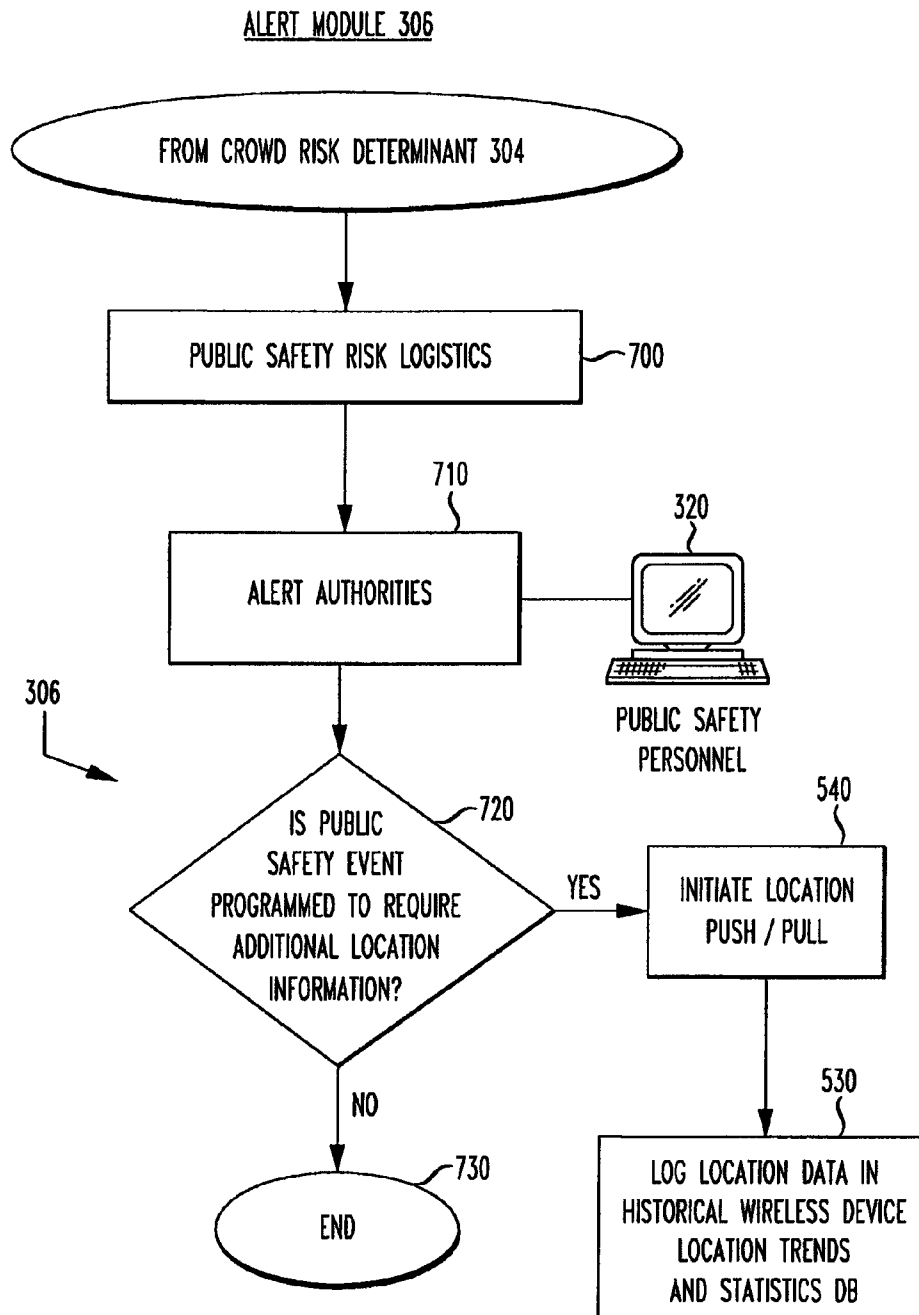 ALERT MODULE 306
FROM CROWD RISK DETERMINANT 304
PUBLIC SAFETY RISK LOGISTICS
700
710
ALERT AUTHORITIES
320
PUBLIC SAFETY
PERSONNEL
306
720
IS PUBLIC
SAFETY EVENT
PROGRAMMED TO REQUIRE
ADDITIONAL LOCATION
INFORMATION?
YES
540
INITIATE LOCATION
PUSH / PULL
NO
530
LOG LOCATION DATA IN
HISTORICAL WIRELESS DEVICE
LOCATION TRENDS
AND STATISTICS DB
730
END